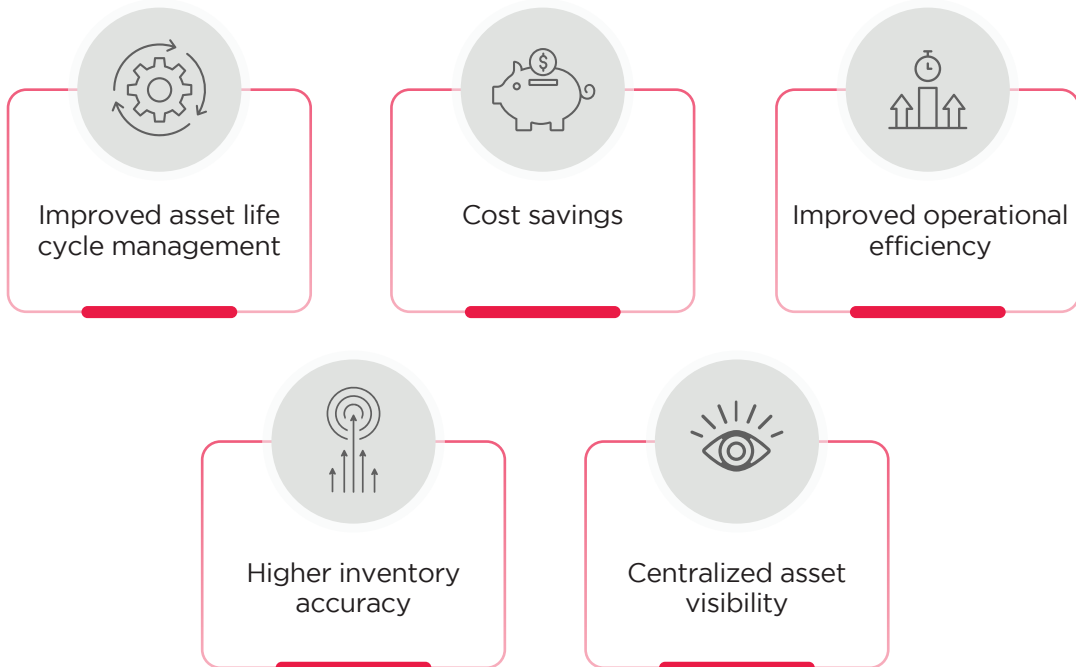 $
Improved asset life
cycle management
Cost savings
Improved operational
efficiency
Higher inventory
accuracy
Centralized asset
visibility